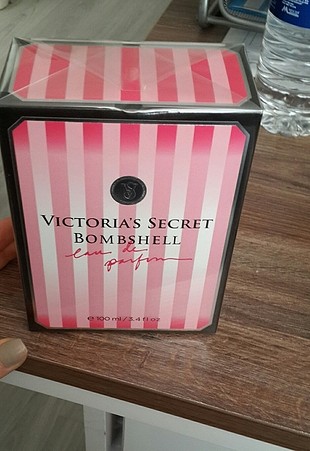 VS
VICTORIA'S SECRET
BOMBSHELL
eau de
parfum
℮ 100 ml / 3.4 fl oz